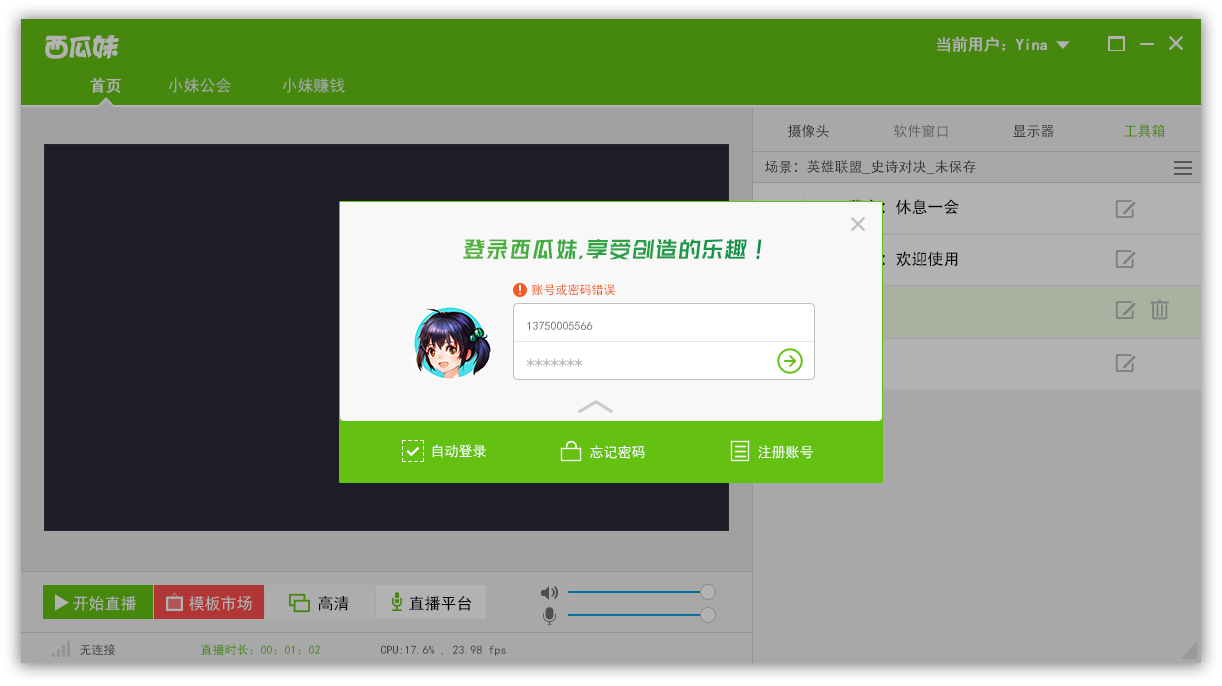 西瓜妹
当前用户：Yina
首页 小妹公会 小妹赚钱
摄像头 软件窗口 显示器 工具箱
场景：英雄联盟_史诗对决_未保存
：休息一会
：欢迎使用
登录西瓜妹,享受创造的乐趣！
账号或密码错误
13750005566
*******
自动登录 忘记密码 注册账号
开始直播 模板市场 高清 直播平台
无连接 直播时长：00：01：02 CPU:17.6% , 23.98 fps